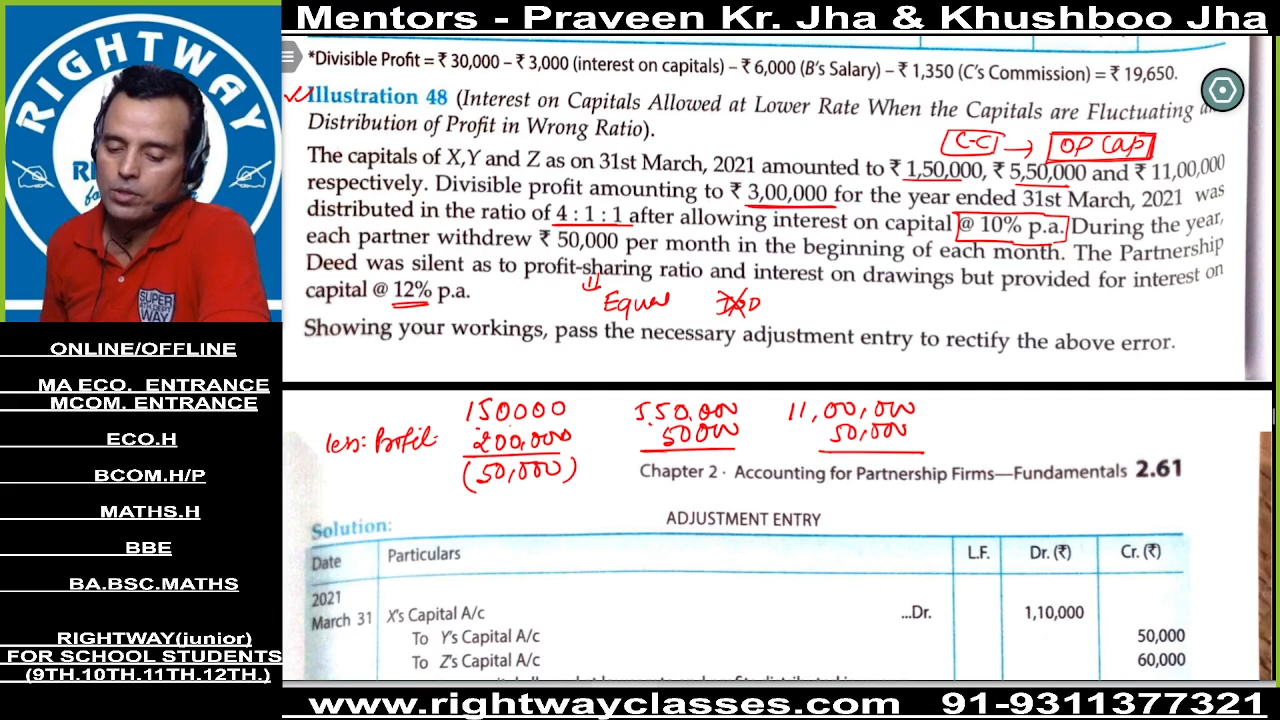 Mentors - Praveen Kr. Jha & Khushboo Jha
RIGHTWAY
SUPER
WAY
ONLINE/OFFLINE
MA ECO. ENTRANCE
MCOM. ENTRANCE
ECO.H
BCOM.H/P
MATHS.H
BBE
BA.BSC.MATHS
RIGHTWAY(junior)
FOR SCHOOL STUDENTS
(9TH.10TH.11TH.12TH.)
*Divisible Profit = ₹ 30,000 – ₹ 3,000 (interest on capitals) – ₹ 6,000 (B's Salary) – ₹ 1,350 (C's Commission) = ₹ 19,650.
Illustration 48 (Interest on Capitals Allowed at Lower Rate When the Capitals are Fluctuating
Distribution of Profit in Wrong Ratio).
C.C → OP Cap
The capitals of X,Y and Z as on 31st March, 2021 amounted to ₹ 1,50,000, ₹ 5,50,000 and ₹ 11,00,000
respectively. Divisible profit amounting to ₹ 3,00,000 for the year ended 31st March, 2021 was
distributed in the ratio of 4 : 1 : 1 after allowing interest on capital @ 10% p.a. During the year,
each partner withdrew ₹ 50,000 per month in the beginning of each month. The Partnership
Deed was silent as to profit-sharing ratio and interest on drawings but provided for interest on
capital @ 12% p.a.
Equal IOD
Showing your workings, pass the necessary adjustment entry to rectify the above error.
150000 5,50,000 11,00,000
less: Profit 200,000 50000 50,000
(50,000)
Chapter 2 · Accounting for Partnership Firms—Fundamentals 2.61
Solution: ADJUSTMENT ENTRY
Date Particulars L.F. Dr. (₹) Cr. (₹)
2021
March 31 X's Capital A/c ...Dr. 1,10,000
To Y's Capital A/c 50,000
To Z's Capital A/c 60,000
www.rightwayclasses.com 91-9311377321